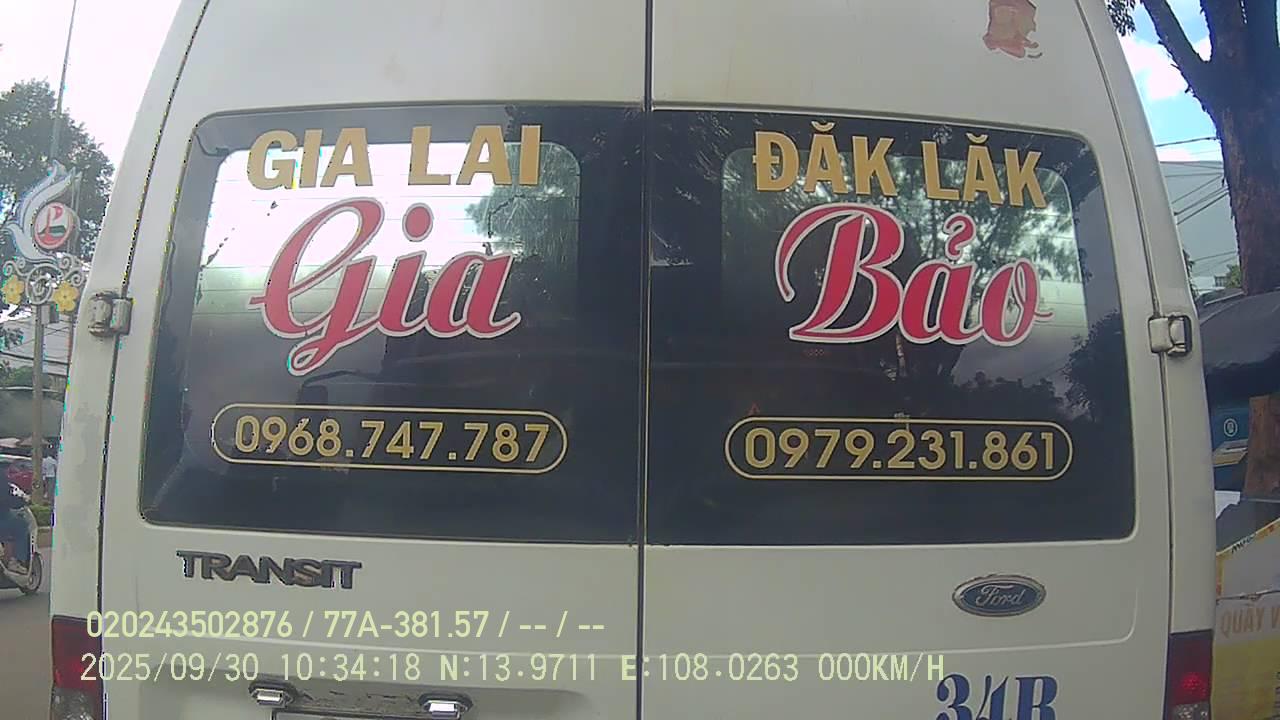 GIA LAI ĐĂK LĂK
Gia Bảo
0968.747.787 0979.231.861
TRANSIT
Ford
QUẦY
020243502876 / 77A-381.57 / -- / --
2025/09/30 10:34:18 N:13.9711 E:108.0263 000KM/H